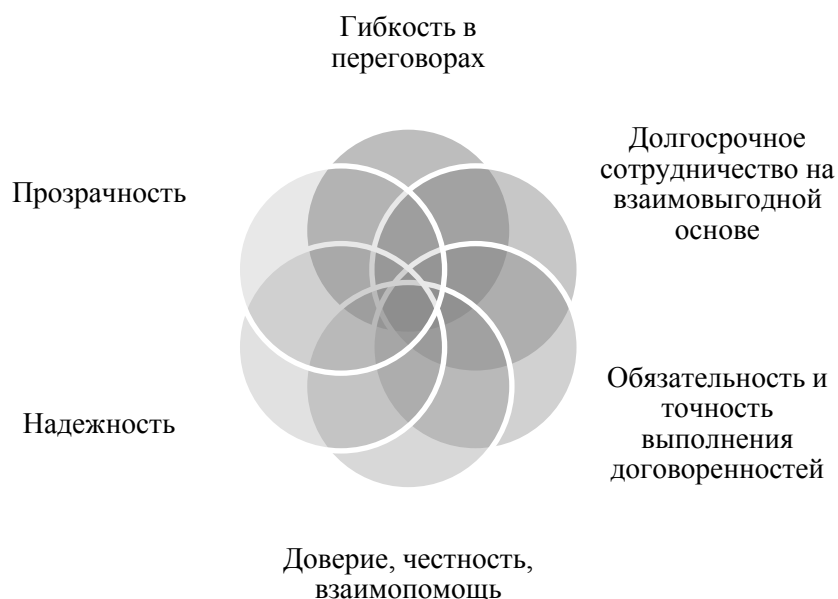 Гибкость в
переговорах
Долгосрочное
сотрудничество на
взаимовыгодной
основе
Обязательность и
точность
выполнения
договоренностей
Доверие, честность,
взаимопомощь
Надежность
Прозрачность